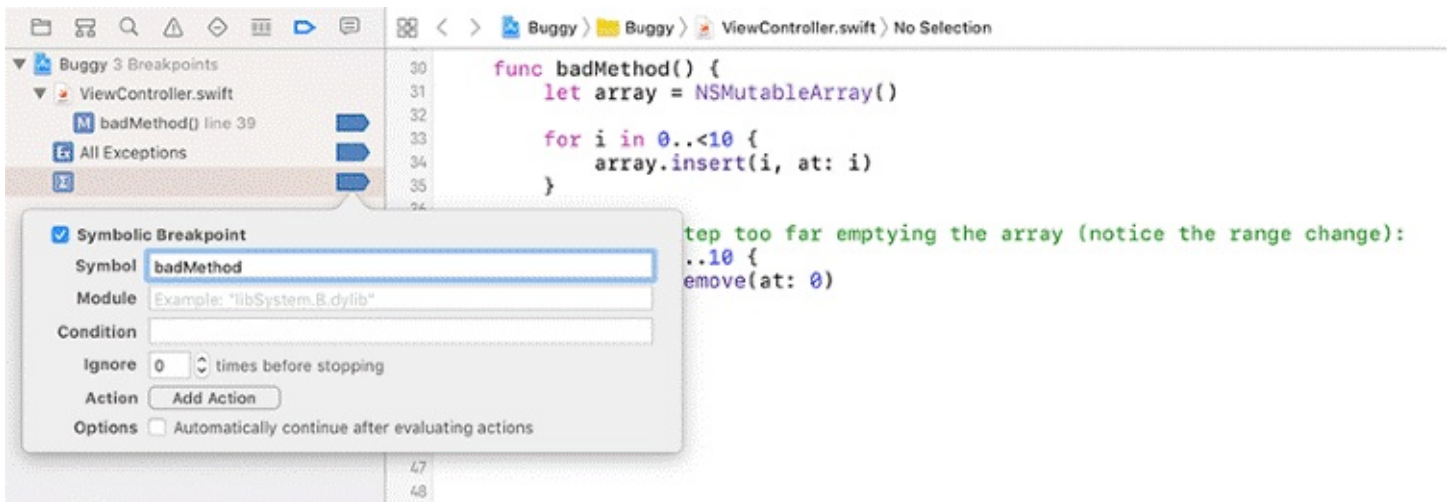 Buggy 〉 Buggy 〉 ViewController.swift 〉 No Selection
Buggy 3 Breakpoints
ViewController.swift
M badMethod() line 39
Ex All Exceptions
Σ
30 func badMethod() {
31 let array = NSMutableArray()
32
33 for i in 0..<10 {
34 array.insert(i, at: i)
35 }
tep too far emptying the array (notice the range change):
..10 {
emove(at: 0)
Symbolic Breakpoint
Symbol badMethod
Module Example: "libSystem.B.dylib"
Condition
Ignore 0 times before stopping
Action Add Action
Options Automatically continue after evaluating actions
47
48